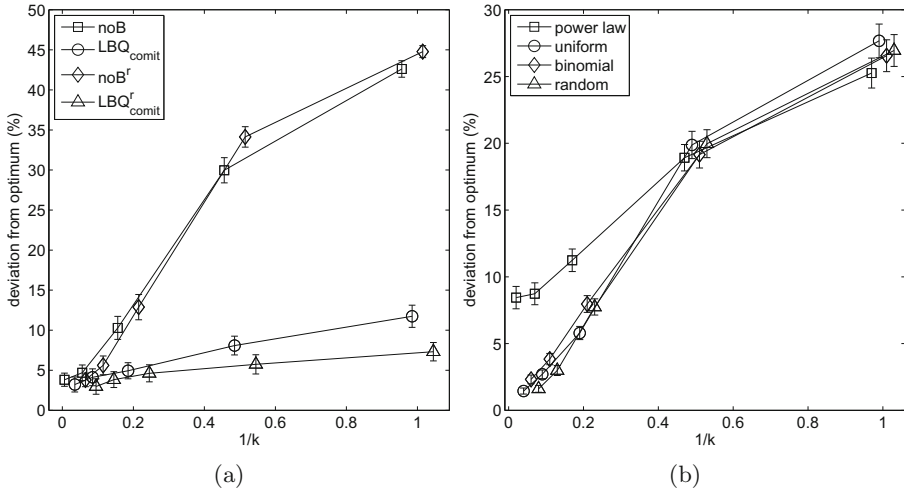 50
45
40
35
30
25
20
15
10
5
0
0 0.2 0.4 0.6 0.8 1
deviation from optimum (%)
1/k
noB
LBQcomit
noBr
LBQrcomit
(a)
30
25
20
15
10
5
0
0 0.2 0.4 0.6 0.8 1
deviation from optimum (%)
1/k
power law
uniform
binomial
random
(b)